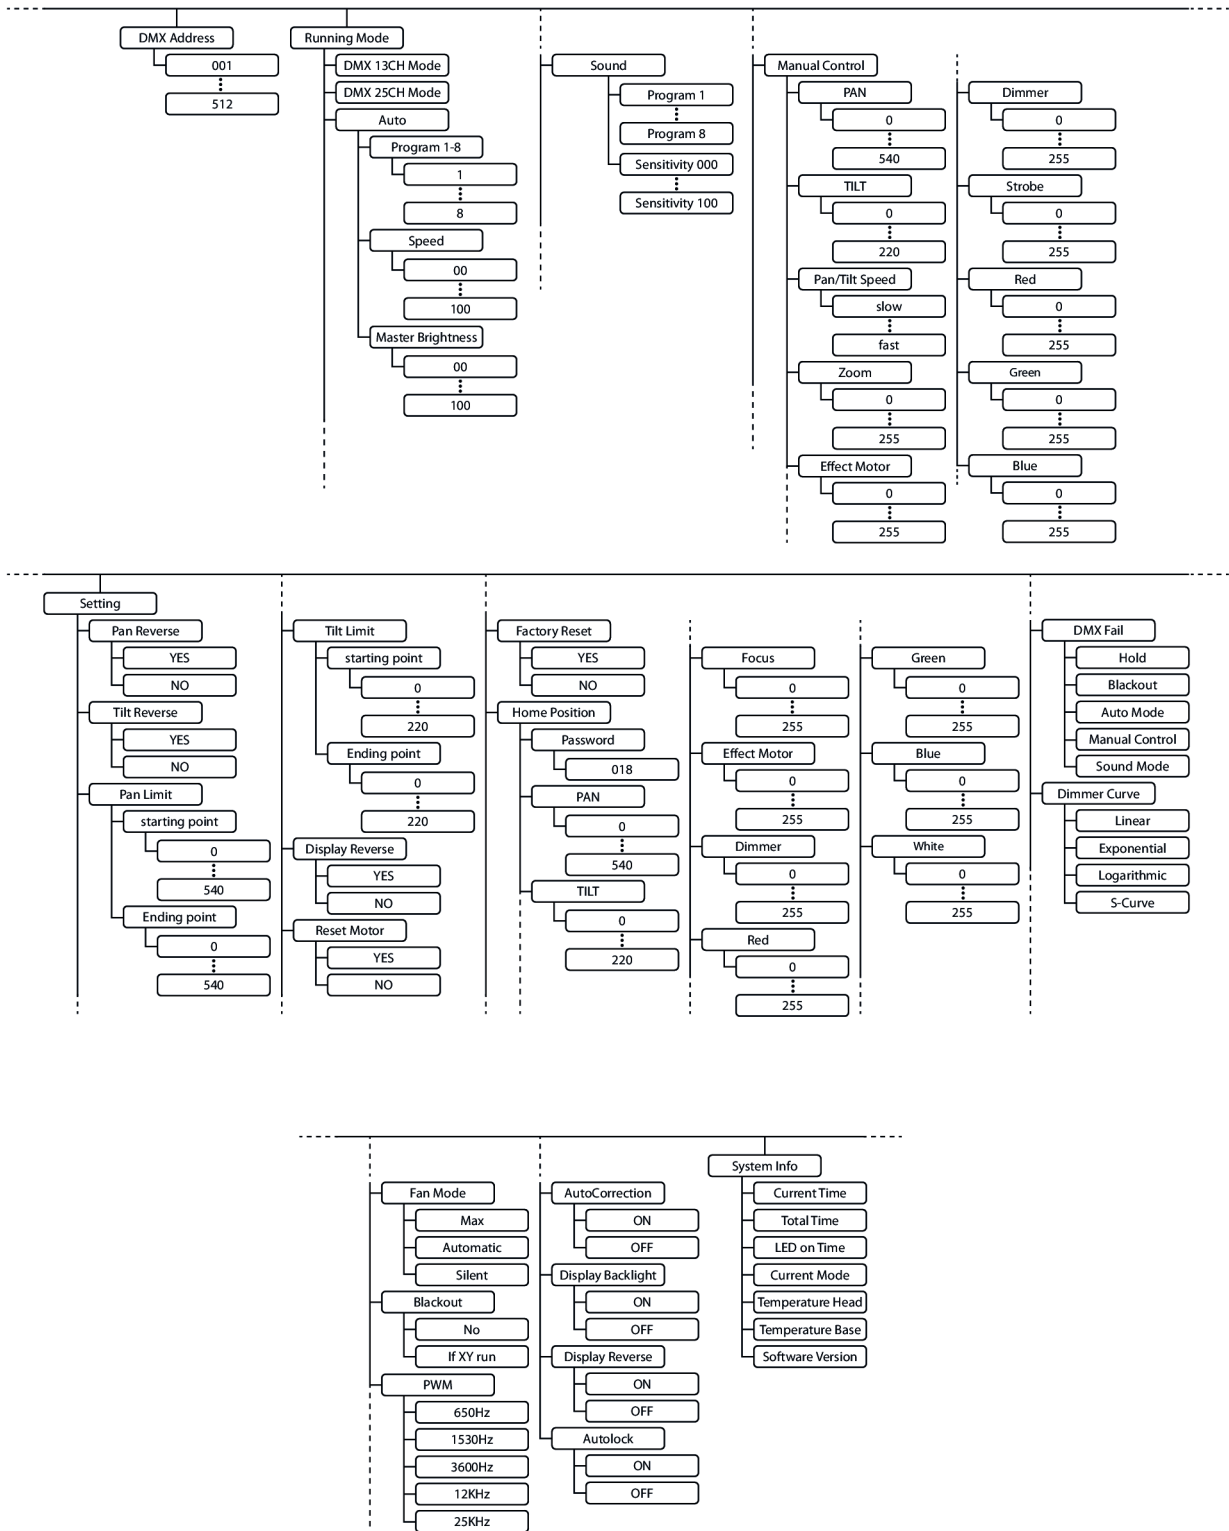 DMX Address
001
512
Running Mode
DMX 13CH Mode
DMX 25CH Mode
Auto
Program 1-8
1
8
Speed
00
100
Master Brightness
00
100
Sound
Program 1
Program 8
Sensitivity 000
Sensitivity 100
Manual Control
PAN
0
540
TILT
0
220
Pan/Tilt Speed
slow
fast
Zoom
0
255
Effect Motor
0
255
Dimmer
0
255
Strobe
0
255
Red
0
255
Green
0
255
Blue
0
255
Setting
Pan Reverse
YES
NO
Tilt Reverse
YES
NO
Pan Limit
starting point
0
540
Ending point
0
540
Tilt Limit
starting point
0
220
Ending point
0
220
Display Reverse
YES
NO
Reset Motor
YES
NO
Factory Reset
YES
NO
Home Position
Password
018
PAN
0
540
TILT
0
220
Focus
0
255
Effect Motor
0
255
Dimmer
0
255
Red
0
255
Green
0
255
Blue
0
255
White
0
255
DMX Fail
Hold
Blackout
Auto Mode
Manual Control
Sound Mode
Dimmer Curve
Linear
Exponential
Logarithmic
S-Curve
Fan Mode
Max
Automatic
Silent
Blackout
No
If XY run
PWM
650Hz
1530Hz
3600Hz
12KHz
25KHz
AutoCorrection
ON
OFF
Display Backlight
ON
OFF
Display Reverse
ON
OFF
Autolock
ON
OFF
System Info
Current Time
Total Time
LED on Time
Current Mode
Temperature Head
Temperature Base
Software Version